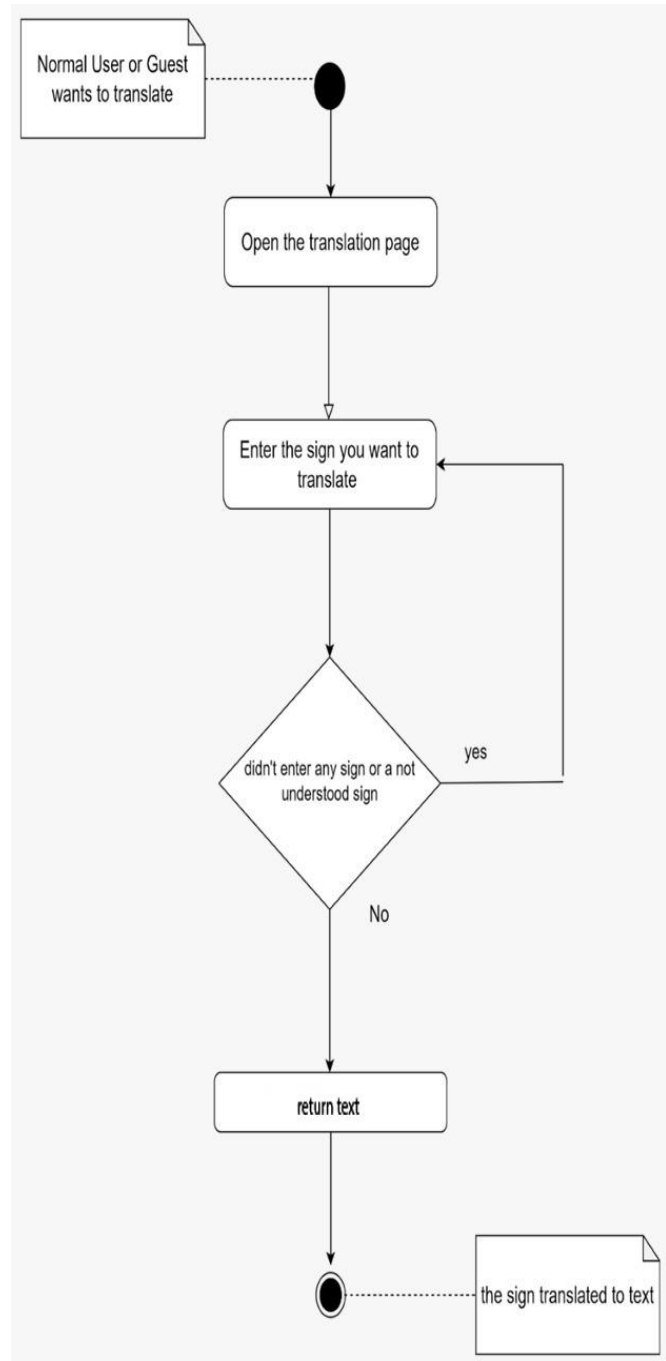 Normal User or Guest
wants to translate
Open the translation page
Enter the sign you want to
translate
didn't enter any sign or a not
understood sign
yes
No
return text
the sign translated to text